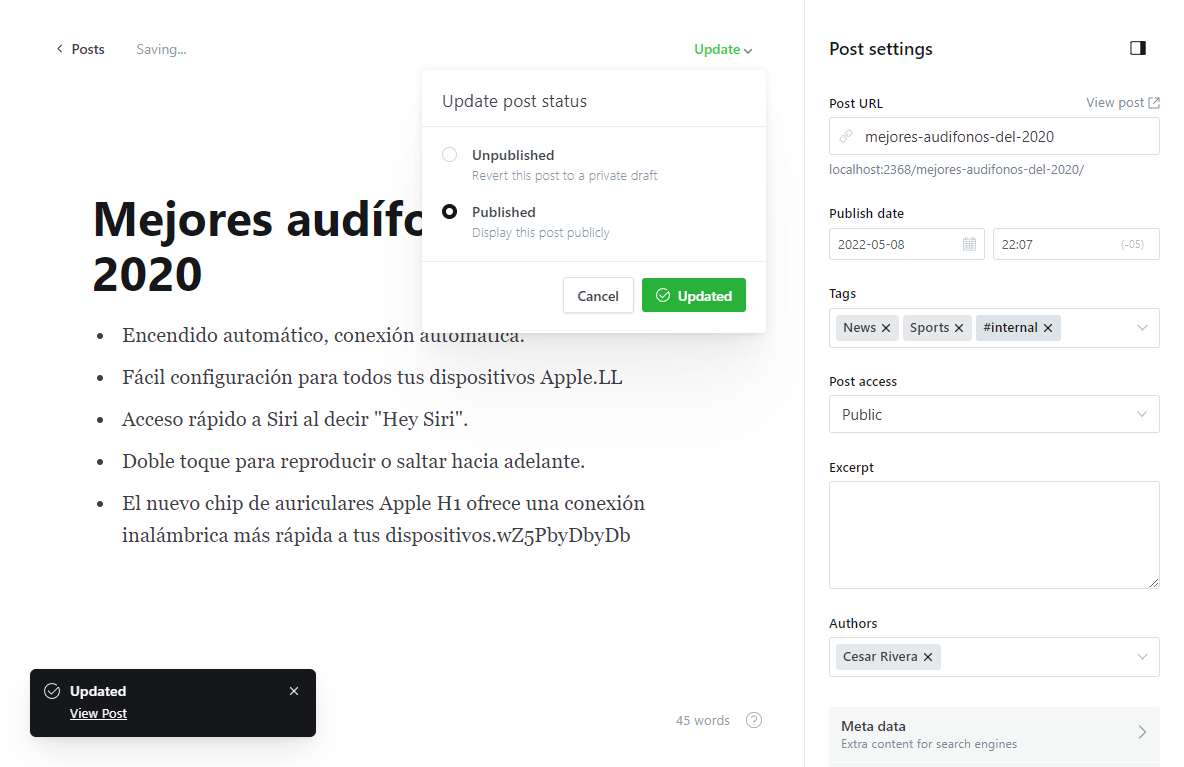 Posts
Saving...
Update
Update post status
Unpublished
Revert this post to a private draft
Published
Display this post publicly
Cancel
Updated
Mejores
2020
Encendido automático, conexión automática.
Fácil configuración para todos tus dispositivos Apple.LL
Acceso rápido a Siri al decir "Hey Siri".
Doble toque para reproducir o saltar hacia adelante.
El nuevo chip de auriculares Apple H1 ofrece una conexión
inalámbrica más rápida a tus dispositivos.wZ5PbyDbyDb
Updated
View Post
45 words
Post settings
Post URL
View post
mejores-audifonos-del-2020
localhost:2368/mejores-audifonos-del-2020/
Publish date
2022-05-08
22:07
(-05)
Tags
News
Sports
#internal
Post access
Public
Excerpt
Authors
Cesar Rivera
Meta data
Extra content for search engines